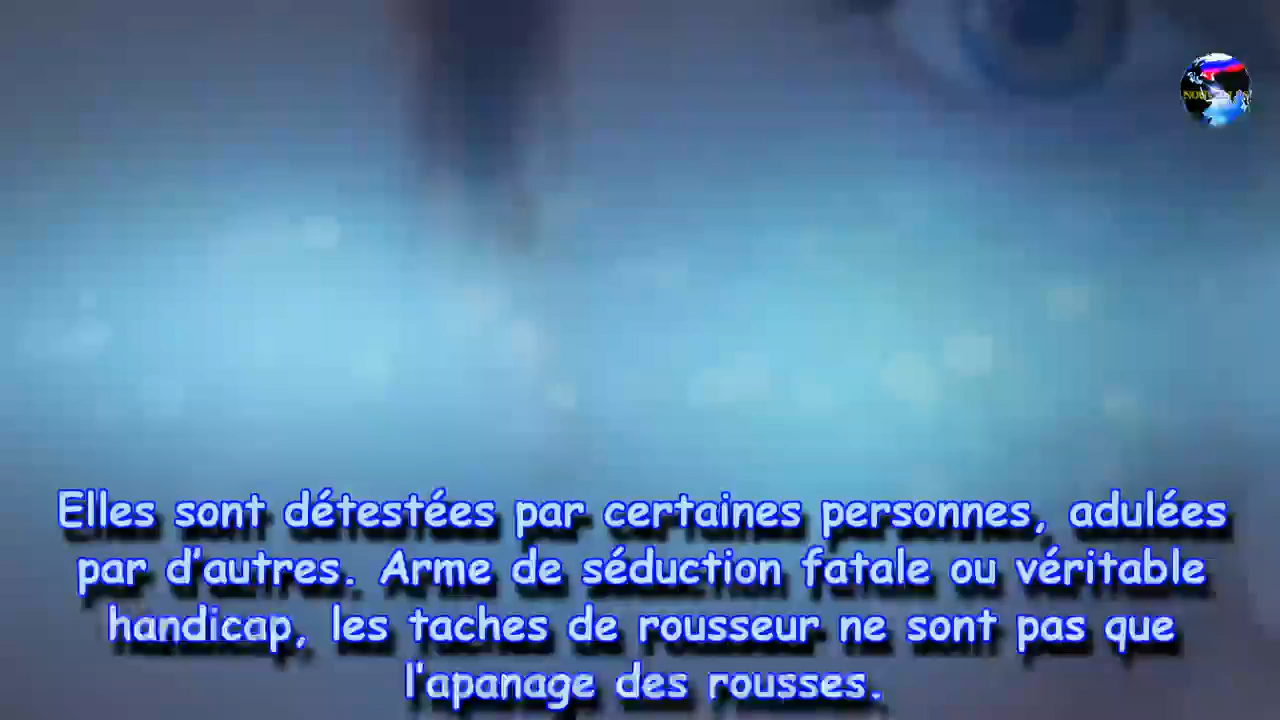 Elles sont détestées par certaines personnes, adulées
par d'autres. Arme de séduction fatale ou véritable
handicap, les taches de rousseur ne sont pas que
l'apanage des rousses.